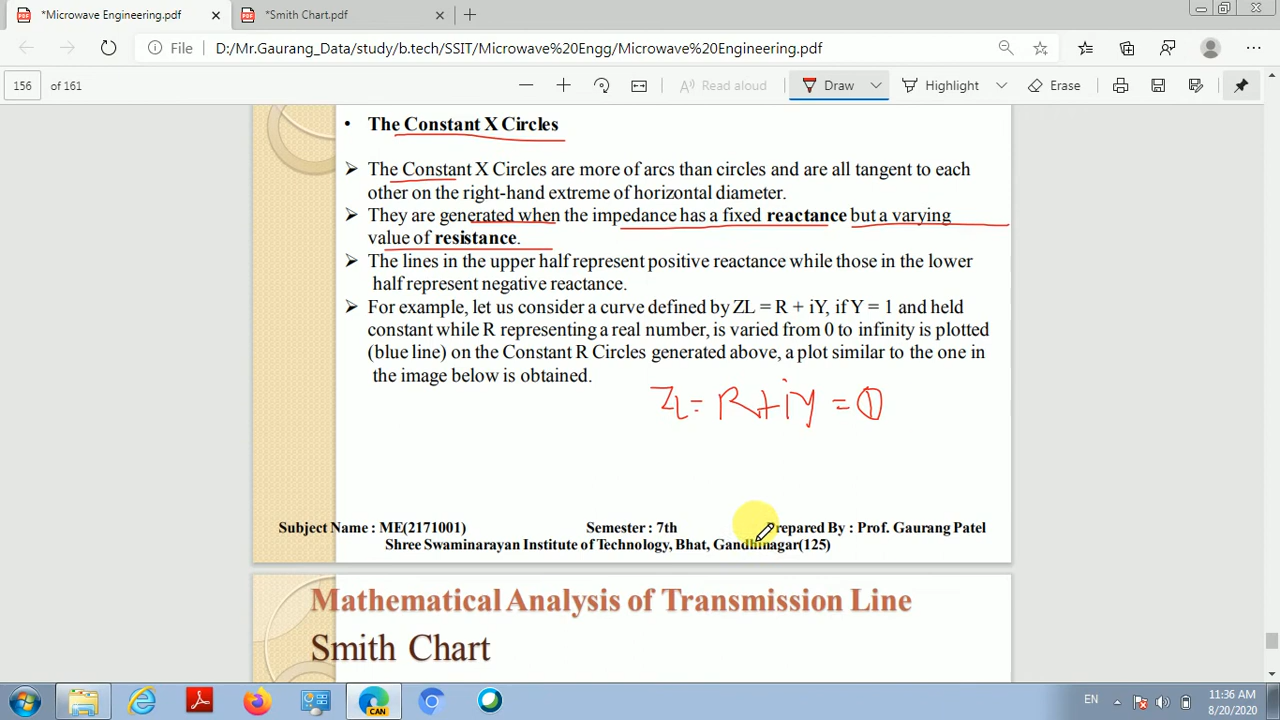 *Microwave Engineering.pdf
*Smith Chart.pdf
File D:/Mr.Gaurang_Data/study/b.tech/SSIT/Microwave%20Engg/Microwave%20Engineering.pdf
156 of 161
Read aloud Draw Highlight Erase
• The Constant X Circles
The Constant X Circles are more of arcs than circles and are all tangent to each
other on the right-hand extreme of horizontal diameter.
They are generated when the impedance has a fixed reactance but a varying
value of resistance.
The lines in the upper half represent positive reactance while those in the lower
half represent negative reactance.
For example, let us consider a curve defined by ZL = R + iY, if Y = 1 and held
constant while R representing a real number, is varied from 0 to infinity is plotted
(blue line) on the Constant R Circles generated above, a plot similar to the one in
the image below is obtained.
ZL = R+iY = ①
Subject Name : ME(2171001) Semester : 7th Prepared By : Prof. Gaurang Patel
Shree Swaminarayan Institute of Technology, Bhat, Gandhinagar(125)
Mathematical Analysis of Transmission Line
Smith Chart
CAN
EN
11:36 AM
8/20/2020